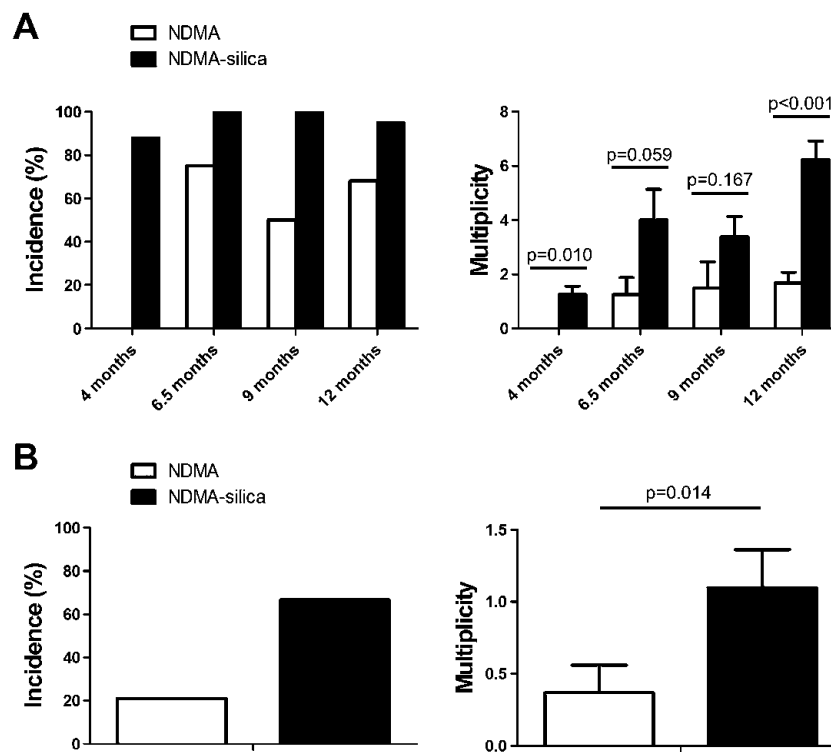 A
NDMA
NDMA-silica
Incidence (%)
100
80
60
40
20
0
4 months
6.5 months
9 months
12 months
Multiplicity
8
6
4
2
0
p=0.010
p=0.059
p=0.167
p<0.001
4 months
6.5 months
9 months
12 months
B
NDMA
NDMA-silica
Incidence (%)
100
80
60
40
20
0
Multiplicity
1.5
1.0
0.5
0.0
p=0.014